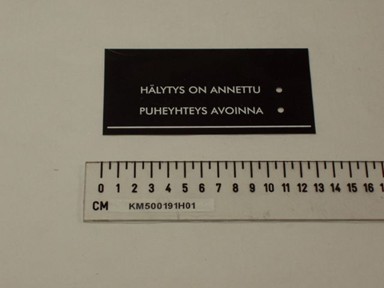 HÄLYTYS ON ANNETTU
PUHEYHTEYS AVOINNA
0 1 2 3 4 5 6 7 8 9 10 11 12 13 14 15 16
CM KM500191H01